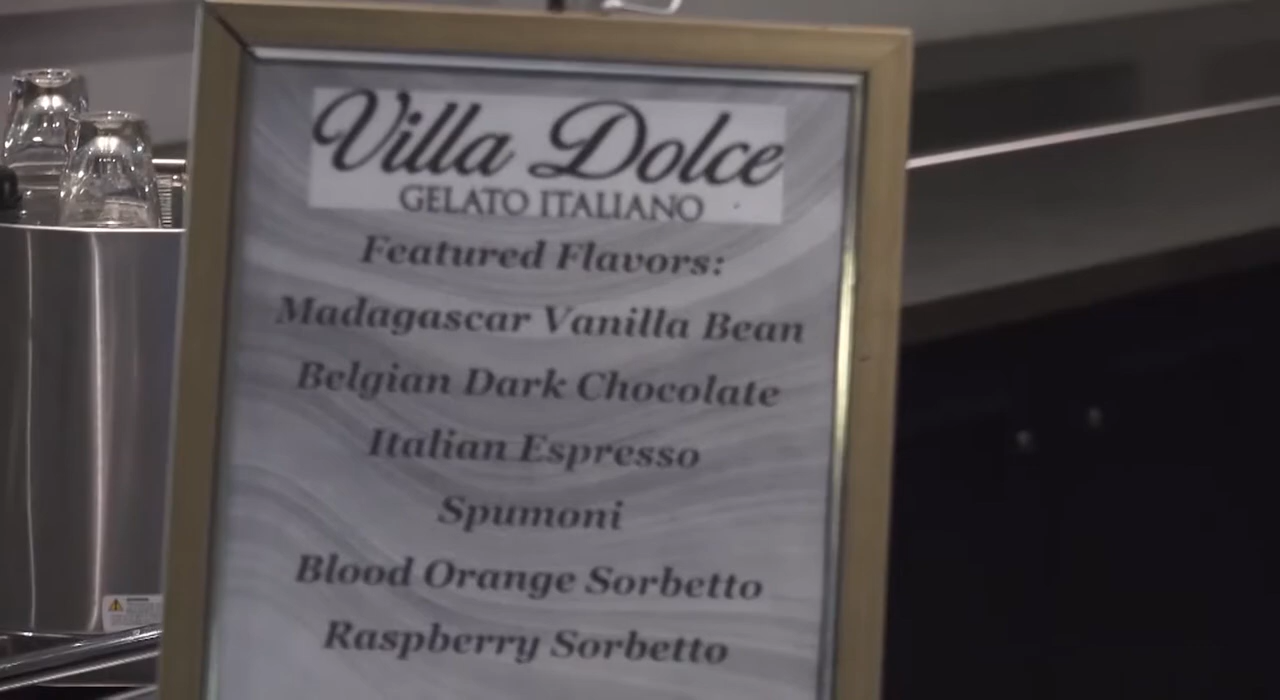 Villa Dolce
GELATO ITALIANO
Featured Flavors:
Madagascar Vanilla Bean
Belgian Dark Chocolate
Italian Espresso
Spumoni
Blood Orange Sorbetto
Raspberry Sorbetto